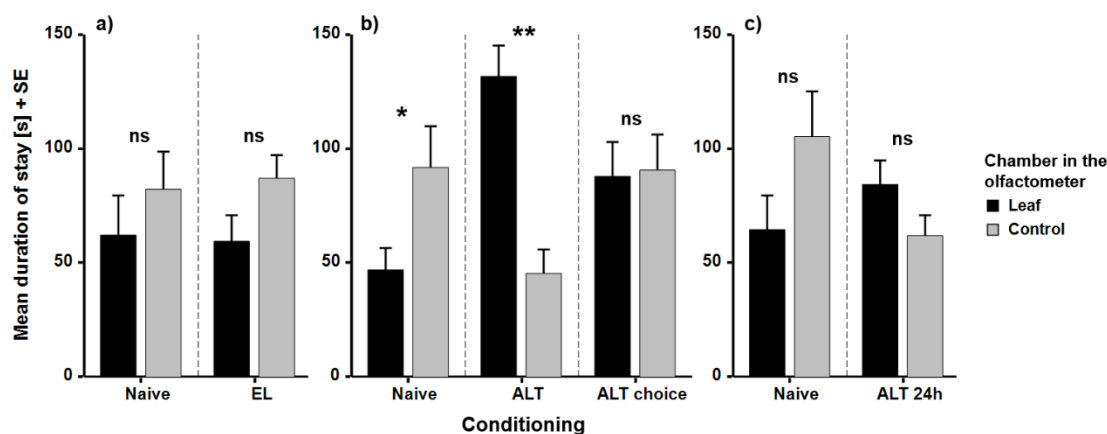 a)
b)
c)
Mean duration of stay [s] + SE
150
100
50
0
ns
ns
Naive
EL
150
100
50
0
*
**
ns
Naive
ALT
ALT choice
150
100
50
0
ns
ns
Naive
ALT 24h
Conditioning
Chamber in the
olfactometer
Leaf
Control